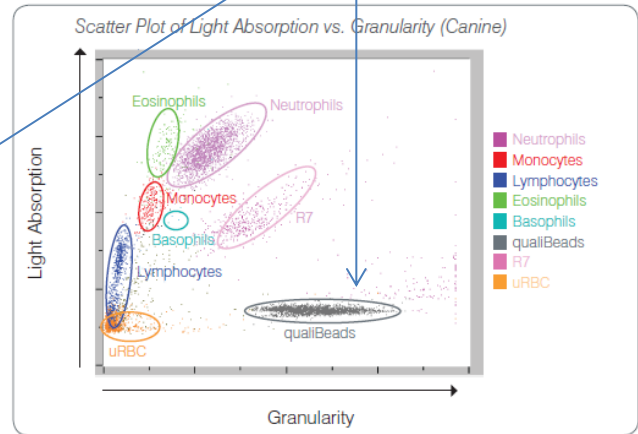 Scatter Plot of Light Absorption vs. Granularity (Canine)
Eosinophils
Neutrophils
Monocytes
Basophils
R7
Lymphocytes
uRBC
qualiBeads
Light Absorption
Granularity
Neutrophils
Monocytes
Lymphocytes
Eosinophils
Basophils
qualiBeads
R7
uRBC